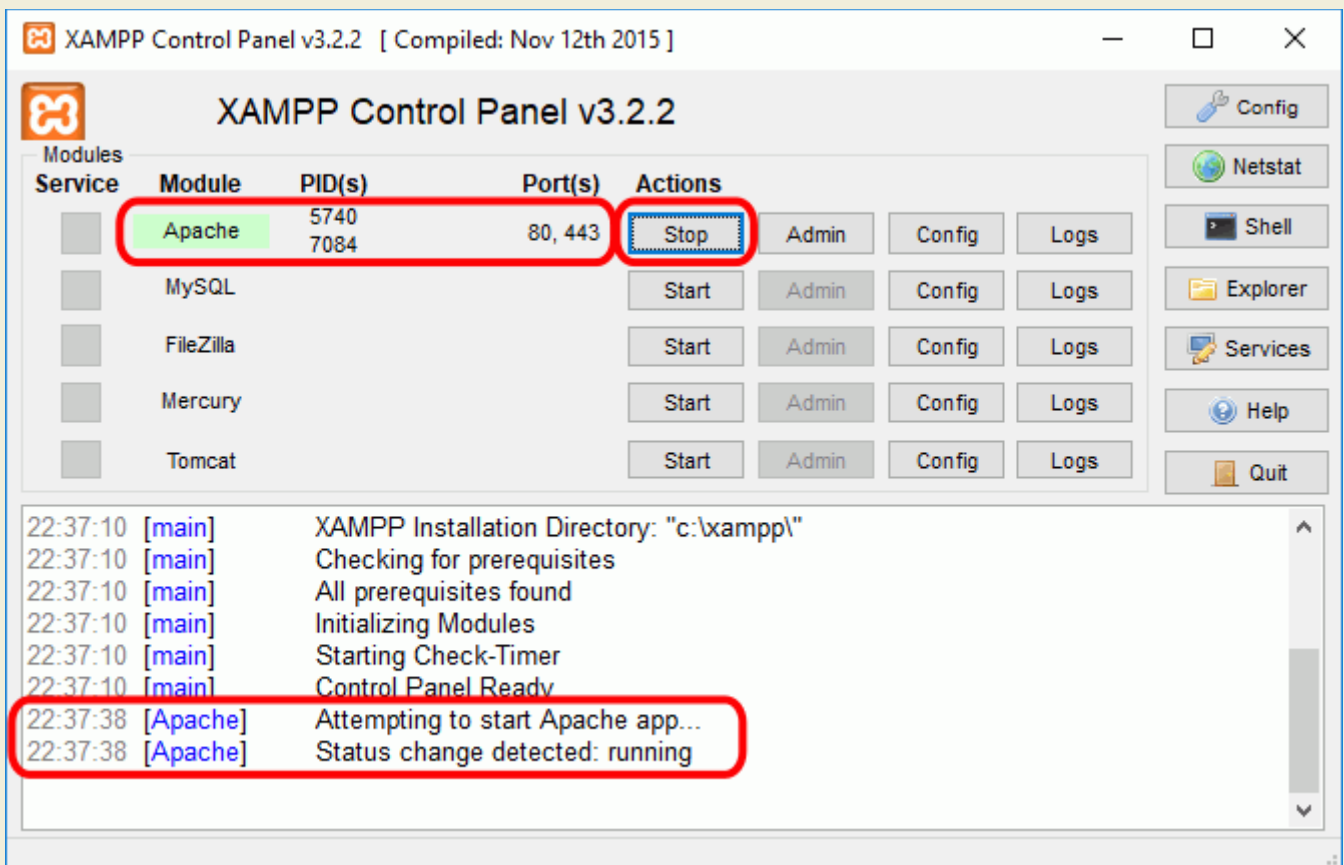 XAMPP Control Panel v3.2.2 [ Compiled: Nov 12th 2015 ]
XAMPP Control Panel v3.2.2
Config
Netstat
Shell
Explorer
Services
Help
Quit
Modules
Service Module PID(s) Port(s) Actions
Apache 5740 7084 80, 443 Stop Admin Config Logs
MySQL Start Admin Config Logs
FileZilla Start Admin Config Logs
Mercury Start Admin Config Logs
Tomcat Start Admin Config Logs
22:37:10 [main] XAMPP Installation Directory: "c:\xampp\"
22:37:10 [main] Checking for prerequisites
22:37:10 [main] All prerequisites found
22:37:10 [main] Initializing Modules
22:37:10 [main] Starting Check-Timer
22:37:10 [main] Control Panel Ready
22:37:38 [Apache] Attempting to start Apache app...
22:37:38 [Apache] Status change detected: running